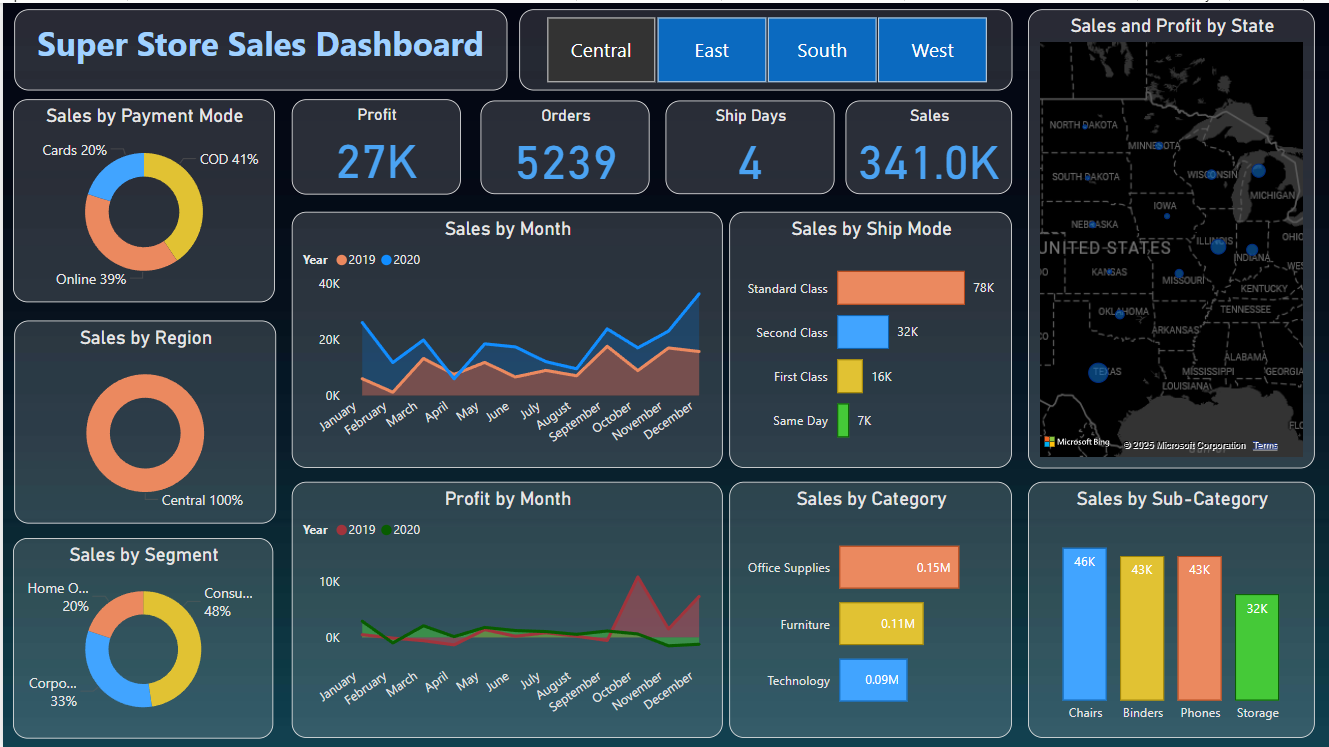 Super Store Sales Dashboard
Central
East
South
West
Sales and Profit by State
NORTH DAKOTA
MINNESOTA
SOUTH DAKOTA
WISCONSIN
MICHIGAN
IOWA
NEBRASKA
UNITED STATES
ILLINOIS
INDIANA
OHIO
KANSAS
MISSOURI
WES
KENTUCKY
OKLAHOMA
TENNESSEE
ARKANSAS
ALABAMA
TEXAS
MISSISSIPPI
GEORGIA
LOUISIANA
FLO
Microsoft Bing
© 2025 Microsoft Corporation
Terms
Sales by Payment Mode
Cards 20%
COD 41%
Online 39%
Profit
27K
Orders
5239
Ship Days
4
Sales
341.0K
Sales by Month
Year 2019 2020
40K
20K
0K
January
February
March
April
May
June
July
August
September
October
November
December
Sales by Ship Mode
Standard Class 78K
Second Class 32K
First Class 16K
Same Day 7K
Sales by Region
Central 100%
Sales by Segment
Home O...
20%
Consu...
48%
Corpo...
33%
Profit by Month
Year 2019 2020
10K
0K
January
February
March
April
May
June
July
August
September
October
November
December
Sales by Category
Office Supplies 0.15M
Furniture 0.11M
Technology 0.09M
Sales by Sub-Category
46K
43K
43K
32K
Chairs
Binders
Phones
Storage